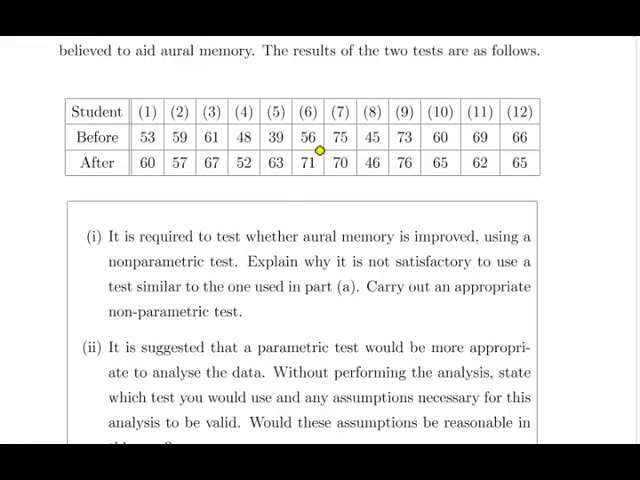 believed to aid aural memory. The results of the two tests are as follows.
Student (1) (2) (3) (4) (5) (6) (7) (8) (9) (10) (11) (12)
Before 53 59 61 48 39 56 75 45 73 60 69 66
After 60 57 67 52 63 71 70 46 76 65 62 65
(i) It is required to test whether aural memory is improved, using a
nonparametric test. Explain why it is not satisfactory to use a
test similar to the one used in part (a). Carry out an appropriate
non-parametric test.
(ii) It is suggested that a parametric test would be more appropri-
ate to analyse the data. Without performing the analysis, state
which test you would use and any assumptions necessary for this
analysis to be valid. Would these assumptions be reasonable in